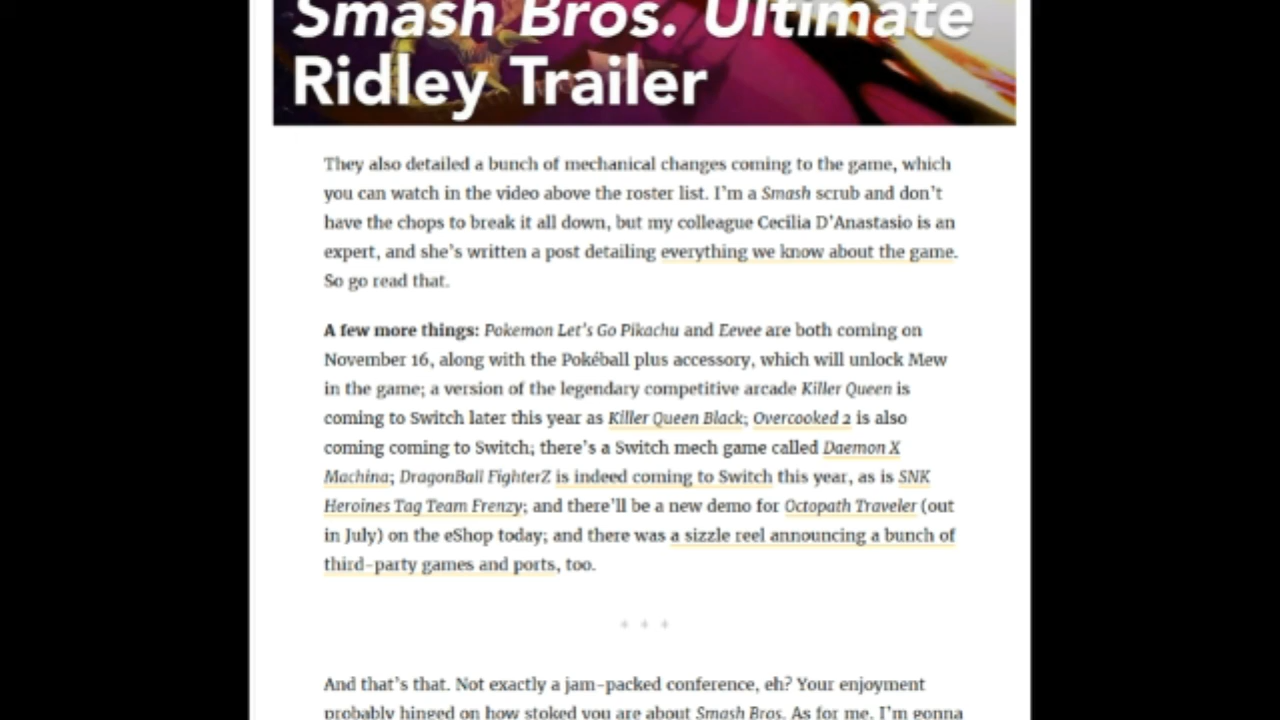 Smash Bros. Ultimate
Ridley Trailer
They also detailed a bunch of mechanical changes coming to the game, which
you can watch in the video above the roster list. I'm a Smash scrub and don't
have the chops to break it all down, but my colleague Cecilia D'Anastasio is an
expert, and she's written a post detailing everything we know about the game.
So go read that.
A few more things: Pokemon Let's Go Pikachu and Eevee are both coming on
November 16, along with the Pokéball plus accessory, which will unlock Mew
in the game; a version of the legendary competitive arcade Killer Queen is
coming to Switch later this year as Killer Queen Black; Overcooked 2 is also
coming coming to Switch; there's a Switch mech game called Daemon X
Machina; DragonBall FighterZ is indeed coming to Switch this year, as is SNK
Heroines Tag Team Frenzy; and there'll be a new demo for Octopath Traveler (out
in July) on the eShop today; and there was a sizzle reel announcing a bunch of
third-party games and ports, too.
And that's that. Not exactly a jam-packed conference, eh? Your enjoyment
probably hinged on how stoked you are about Smash Bros. As for me, I'm gonna